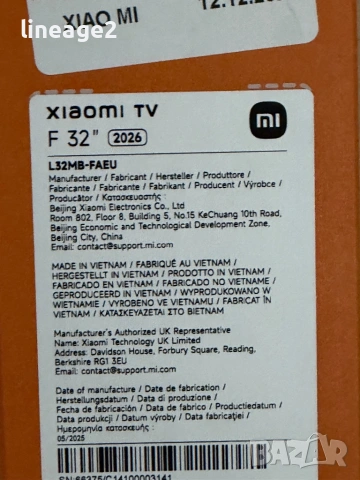 lineage2
XIAO MI
xiaomi TV
mi
F 32" 2026
L32MB-FAEU
Manufacturer / Fabricant / Hersteller / Produttore /
Fabricante / Fabricante / Fabrikant / Producent / Výrobce /
Producător / Κατασκευαστής:
Beijing Xiaomi Electronics Co., Ltd
Room 802, Floor 8, Building 5, No.15 KeChuang 10th Road,
Beijing Economic and Technological Development Zone,
Beijing City, China
Email: contact@support.mi.com
MADE IN VIETNAM / FABRIQUÉ AU VIETNAM /
HERGESTELLT IN VIETNAM / PRODOTTO IN VIETNAM /
FABRICADO EN VIETNAM / FABRICADO NO VIETNAME /
GEPRODUCEERD IN VIETNAM / WYPRODUKOWANO W
WIETNAMIE / VYROBENO VE VIETNAMU / FABRICAT ÎN
VIETNAM / ΚΑΤΑΣΚΕΥΑΖΕΤΑΙ ΣΤΟ ΒΙΕΤΝΑΜ
Manufacturer's Authorized UK Representative
Name: Xiaomi Technology UK Limited
Address: Davidson House, Forbury Square, Reading,
Berkshire RG1 3EU
Email: contact@support.mi.com
Date of manufacture / Date de fabrication /
Herstellungsdatum / Data di produzione /
Fecha de fabricación / Data de fabrico / Productiedatum /
Data produkcji / Datum výroby / Data fabricației /
Ημερομηνία κατασκευής:
05/2025
SN:66375/C14100003141
BAZAR